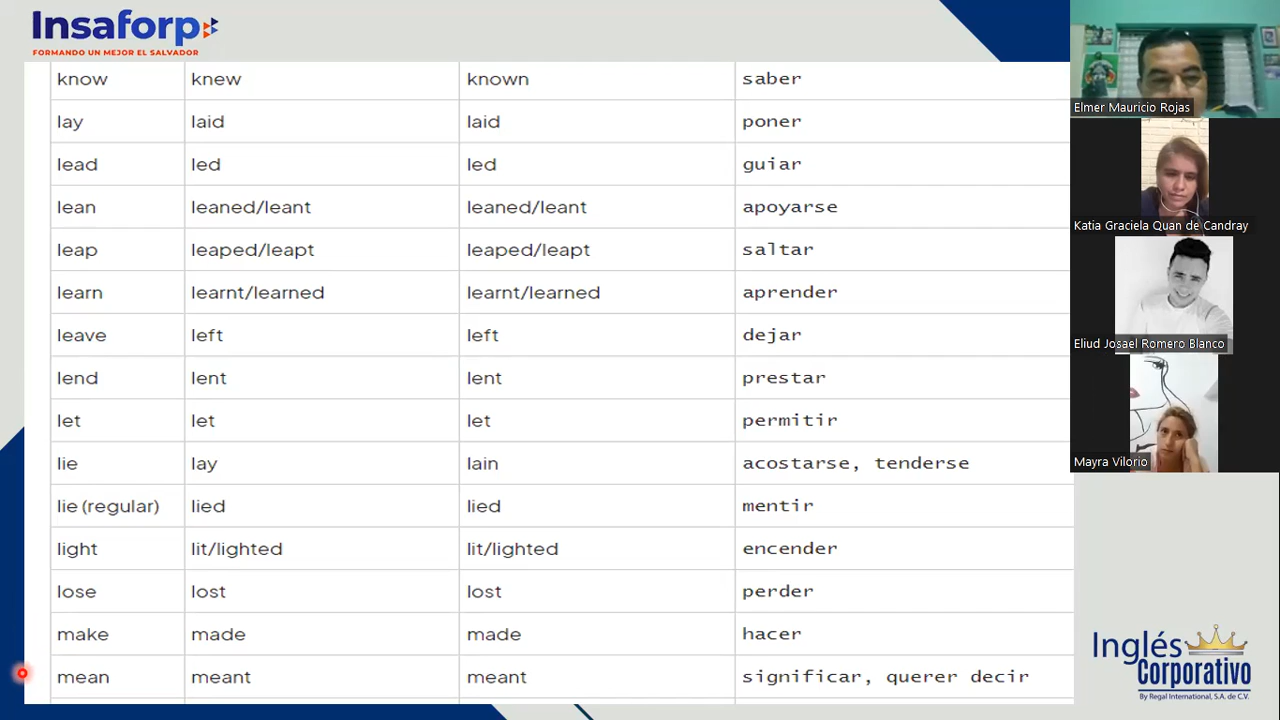 Insaforp
FORMANDO UN MEJOR EL SALVADOR
know knew known saber
lay laid laid poner
lead led led guiar
lean leaned/leant leaned/leant apoyarse
leap leaped/leapt leaped/leapt saltar
learn learnt/learned learnt/learned aprender
leave left left dejar
lend lent lent prestar
let let let permitir
lie lay lain acostarse, tenderse
lie (regular) lied lied mentir
light lit/lighted lit/lighted encender
lose lost lost perder
make made made hacer
mean meant meant significar, querer decir
Elmer Mauricio Rojas
Katia Graciela Quan de Candray
Eliud Josael Romero Blanco
Mayra Vilorio
Inglés
Corporativo
By Regal International, S.A. de C.V.